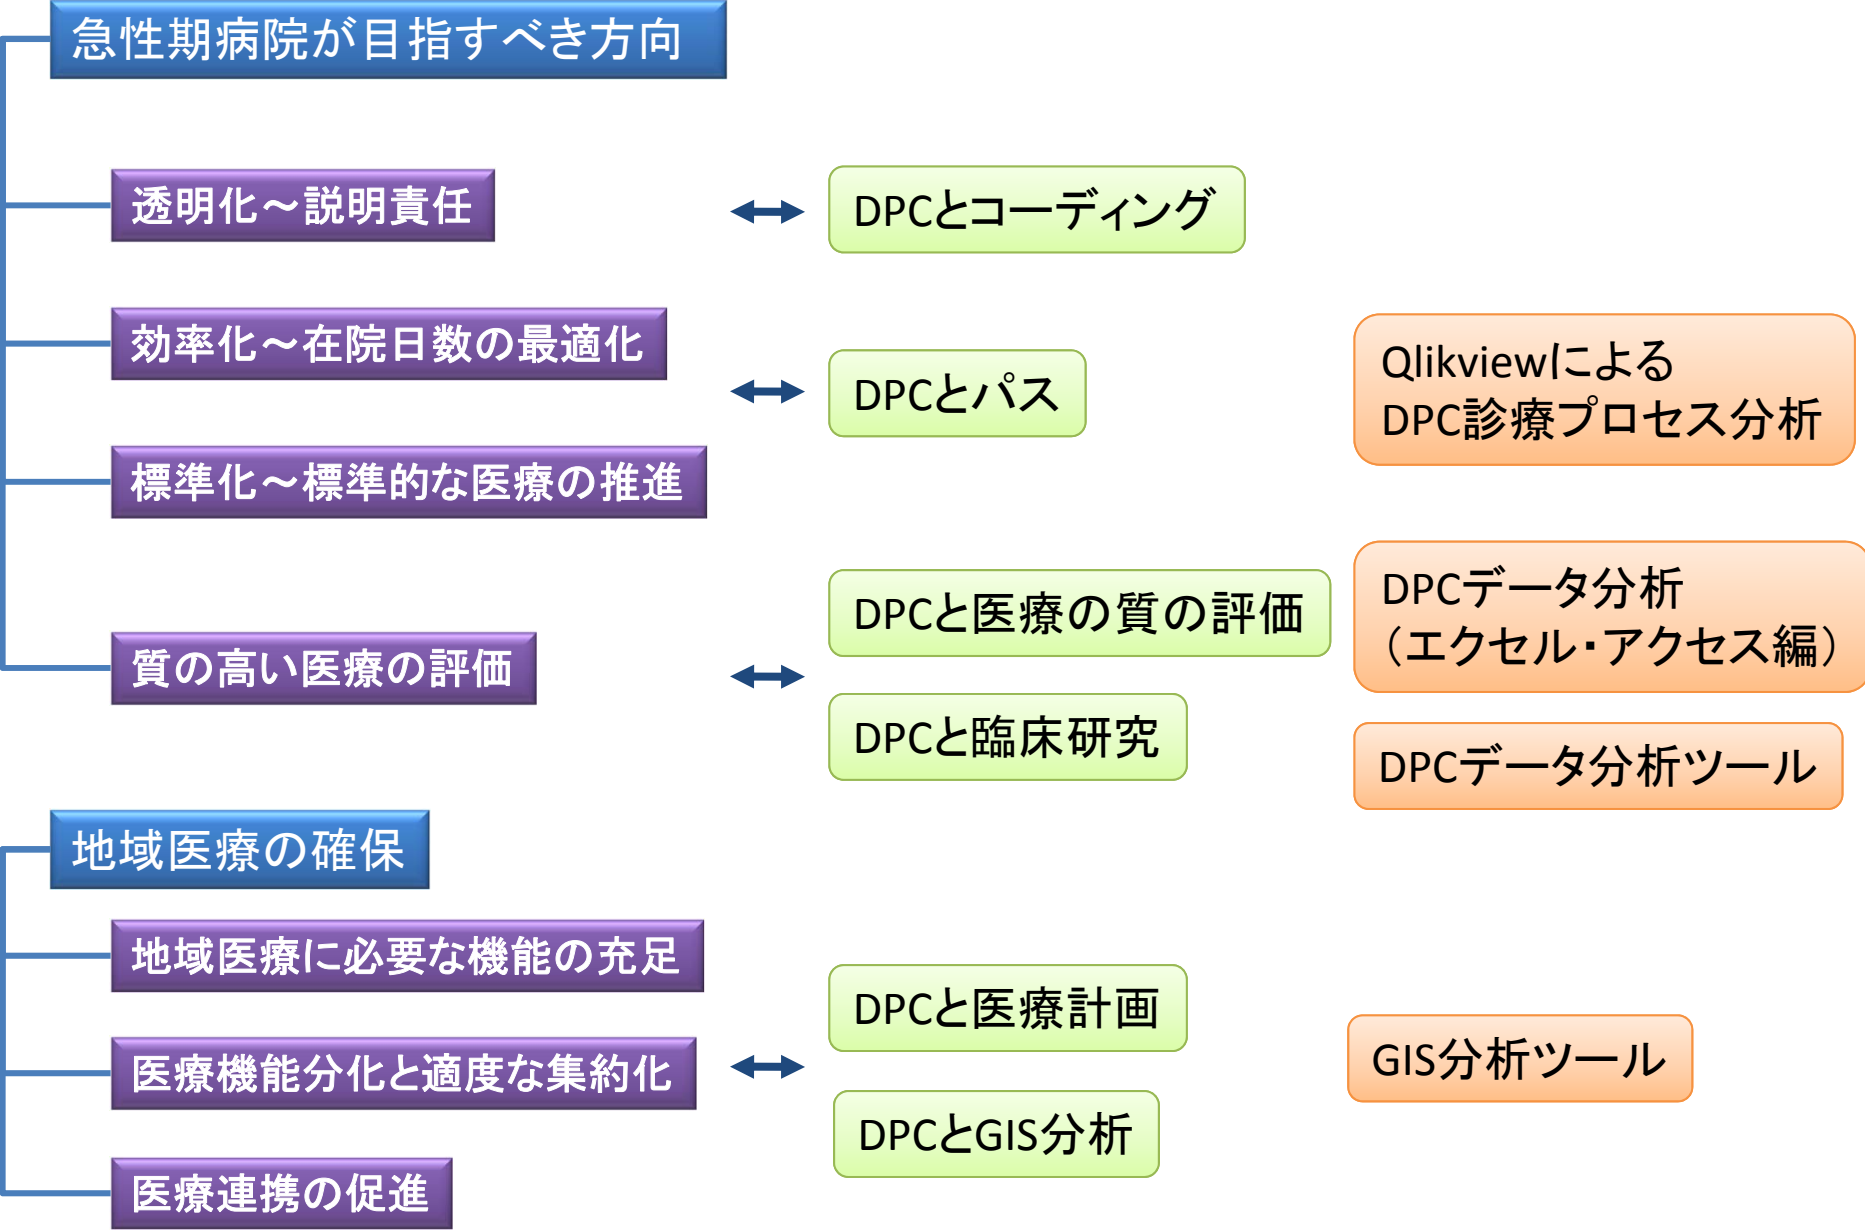 急性期病院が目指すべき方向
透明化～説明責任
DPCとコーディング
効率化～在院日数の最適化
標準化～標準的な医療の推進
DPCとパス
Qlikviewによる
DPC診療プロセス分析
質の高い医療の評価
DPCと医療の質の評価
DPCと臨床研究
DPCデータ分析
（エクセル・アクセス編）
DPCデータ分析ツール
地域医療の確保
地域医療に必要な機能の充足
医療機能分化と適度な集約化
医療連携の促進
DPCと医療計画
DPCとGIS分析
GIS分析ツール